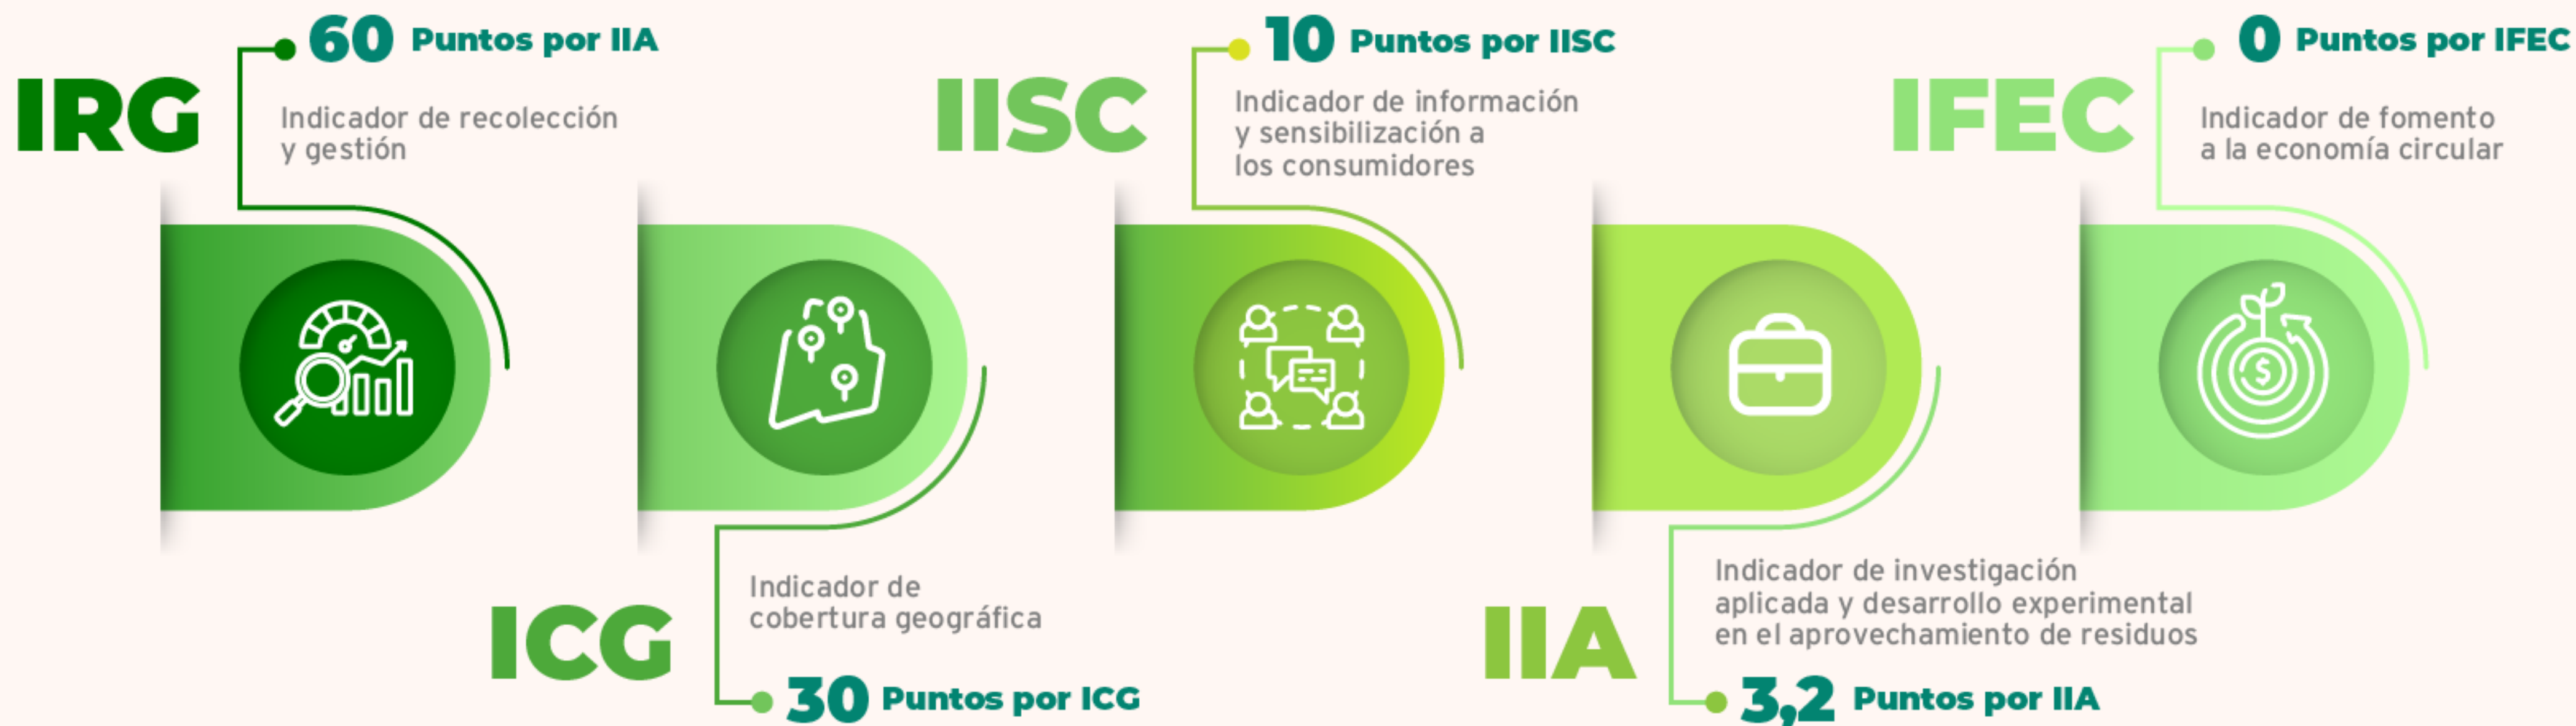 IRG
60 Puntos por IIA
Indicador de recolección
y gestión
ICG
Indicador de
cobertura geográfica
30 Puntos por ICG
IISC
10 Puntos por IISC
Indicador de información
y sensibilización a
los consumidores
IIA
Indicador de investigación
aplicada y desarrollo experimental
en el aprovechamiento de residuos
3,2 Puntos por IIA
IFEC
0 Puntos por IFEC
Indicador de fomento
a la economía circular
$